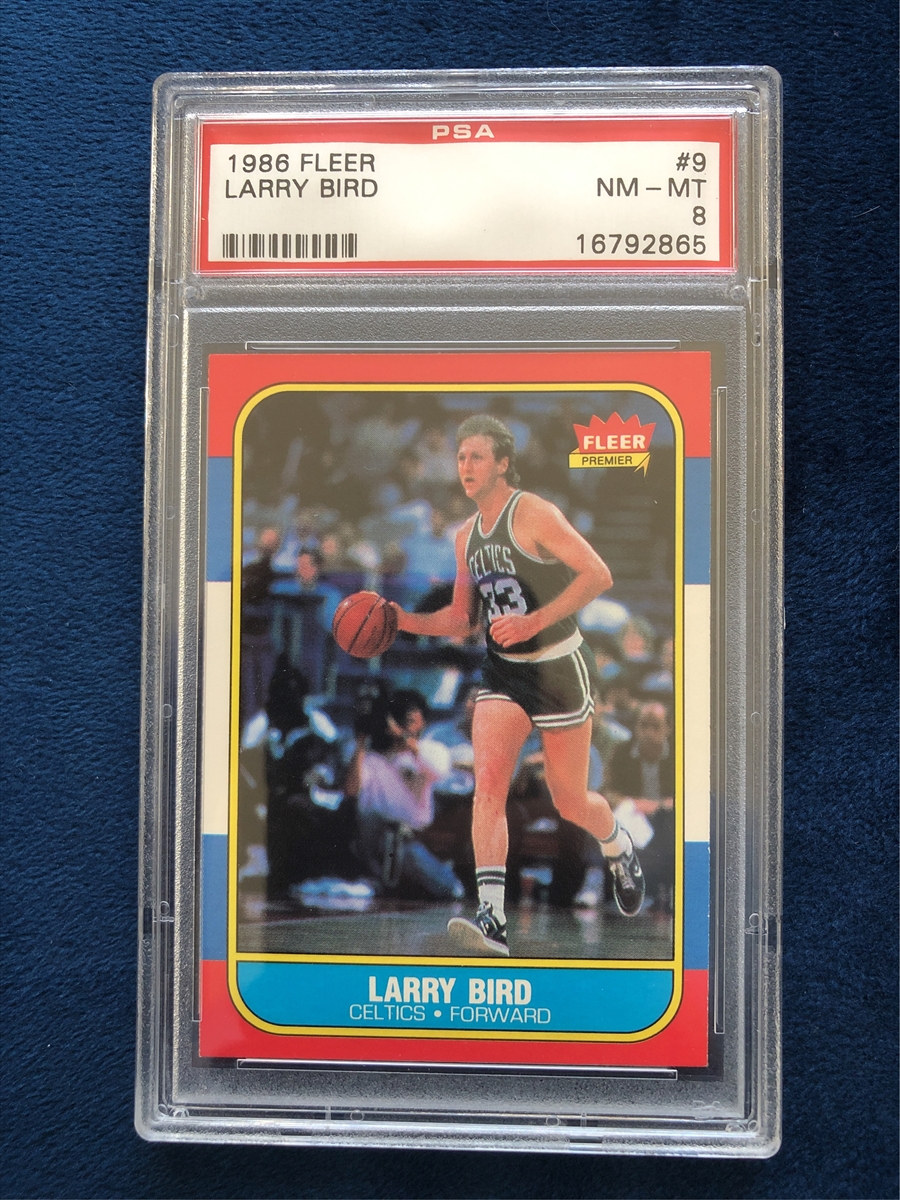 PSA
1986 FLEER #9
LARRY BIRD NM - MT
8
16792865
FLEER
PREMIER
CELTICS
33
LARRY BIRD
CELTICS • FORWARD